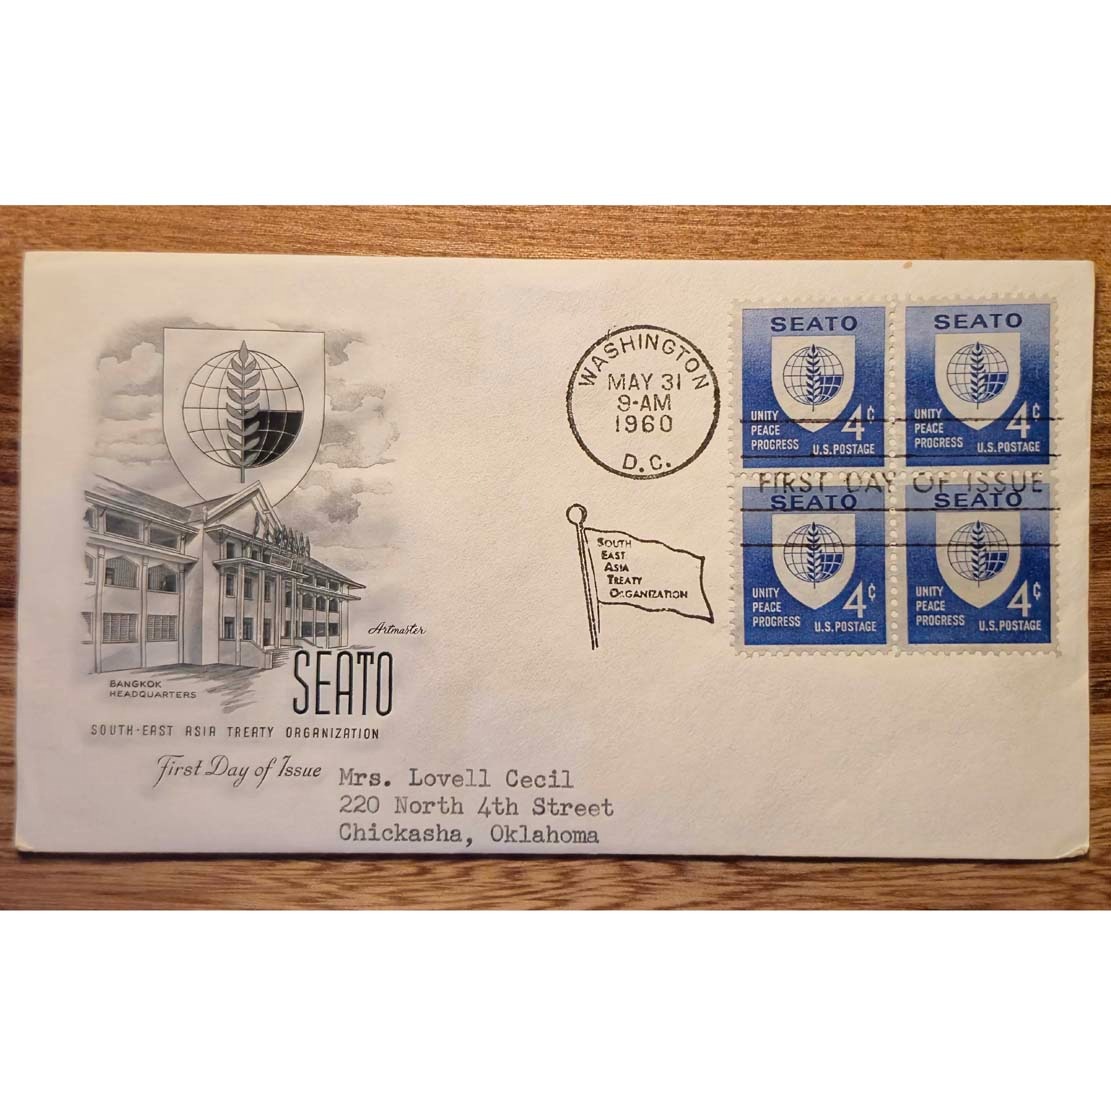 Artmaster
BANGKOK
HEADQUARTERS
SEATO
SOUTH-EAST ASIA TREATY ORGANIZATION
First Day of Issue
WASHINGTON
MAY 31
9-AM
1960
D.C.
SOUTH
EAST
ASIA
TREATY
ORGANIZATION
SEATO
UNITY
PEACE
PROGRESS
4¢
U.S.POSTAGE
SEATO
UNITY
PEACE
PROGRESS
4¢
U.S.POSTAGE
FIRST DAY OF ISSUE
SEATO
UNITY
PEACE
PROGRESS
4¢
U.S.POSTAGE
SEATO
UNITY
PEACE
PROGRESS
4¢
U.S.POSTAGE
Mrs. Lovell Cecil
220 North 4th Street
Chickasha, Oklahoma